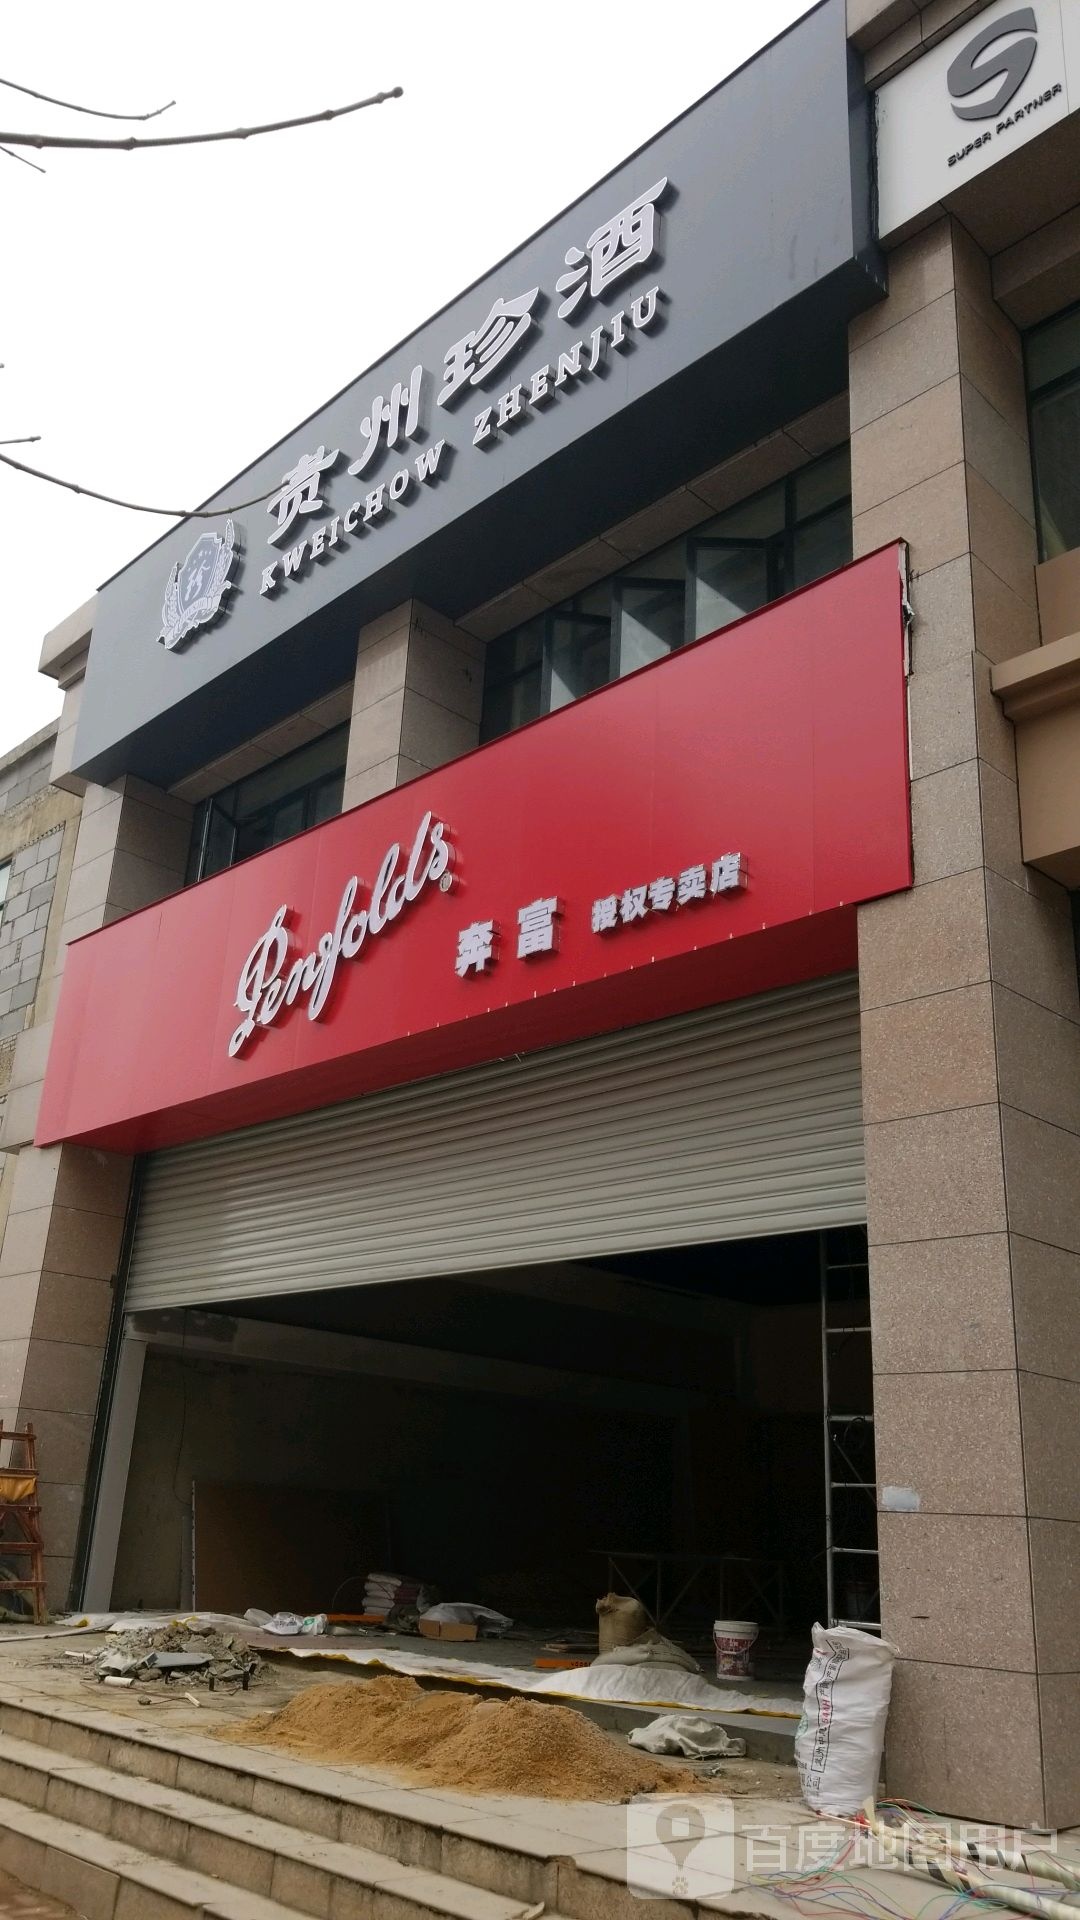 SUPER PARTNER
贵州珍酒
KWEICHOW ZHENJIU
Penfolds
奔富 授权专卖店
百度地图用户